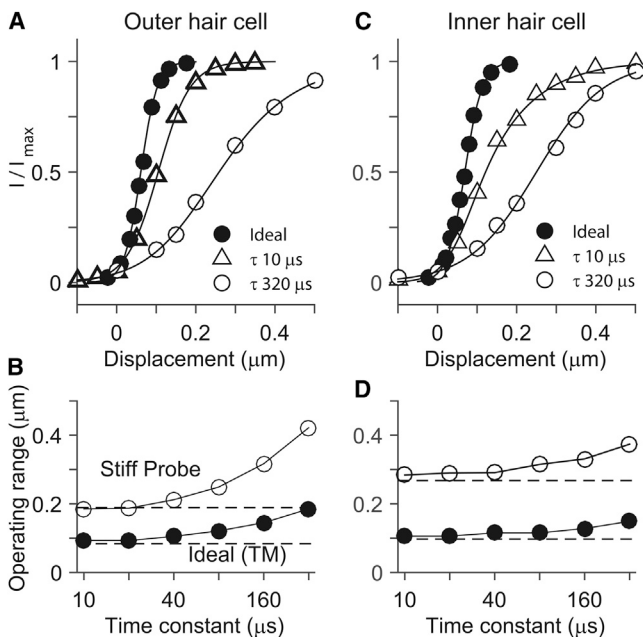 A
Outer hair cell
1
0.5
0
I / Imax
Ideal
τ 10 μs
τ 320 μs
0
0.2
0.4
Displacement (μm)
C
Inner hair cell
1
0.5
0
Ideal
τ 10 μs
τ 320 μs
0
0.2
0.4
Displacement (μm)
B
Operating range (μm)
0.4
0.2
0
Stiff Probe
Ideal (TM)
10
40
160
Time constant (μs)
D
0.4
0.2
0
10
40
160
Time constant (μs)